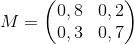 M = ( 0,8 0,2
0,3 0,7 )